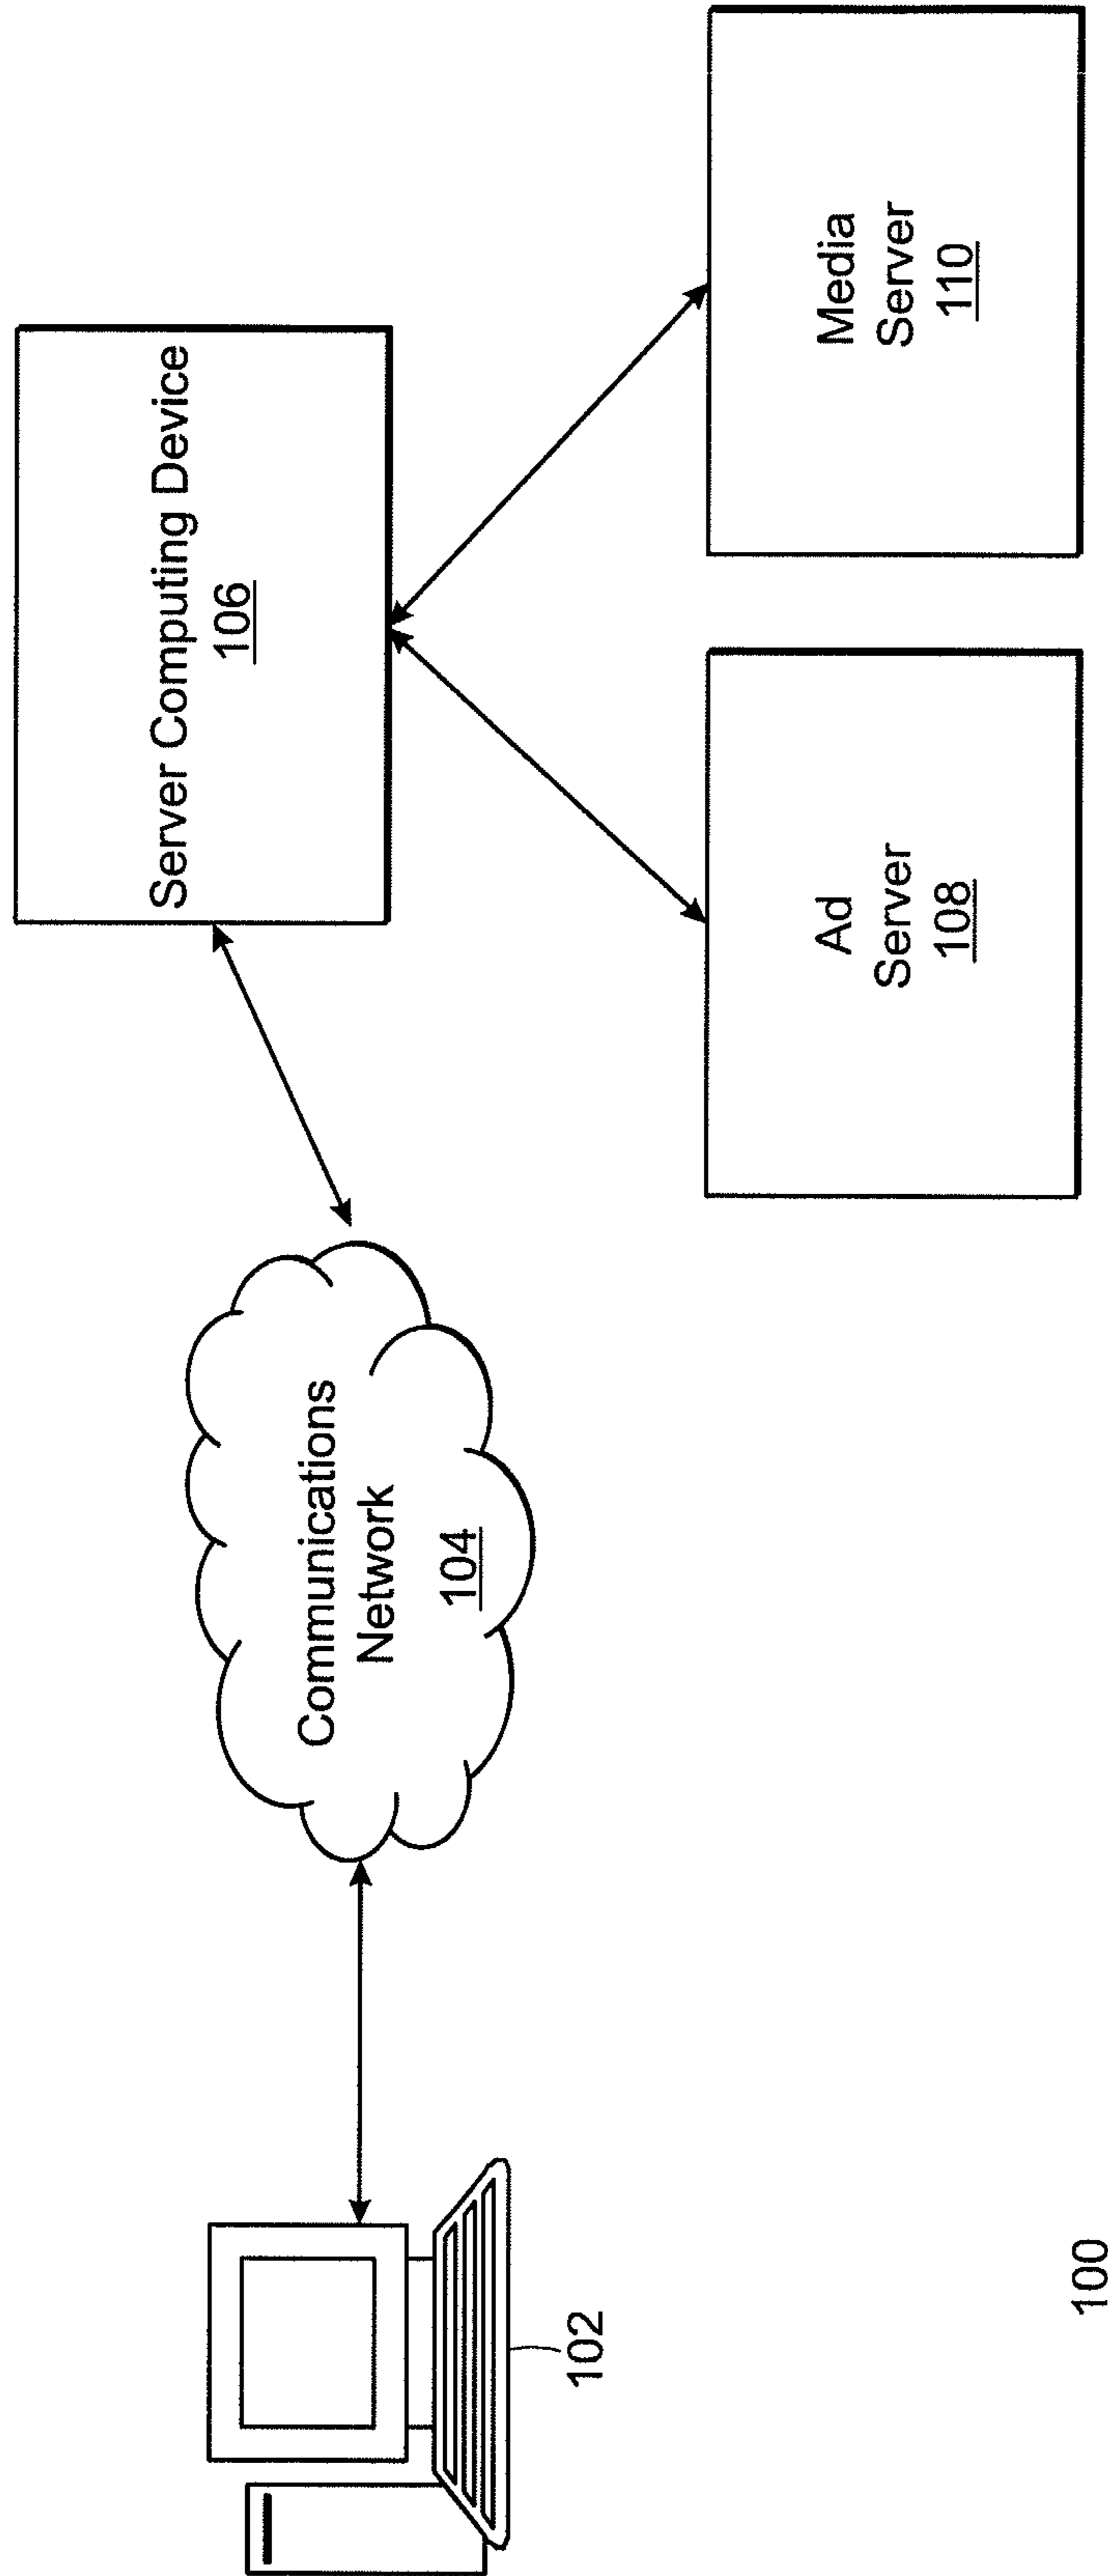 Server Computing Device
106
Communications
Network
104
Ad
Server
108
Media
Server
110
102
100